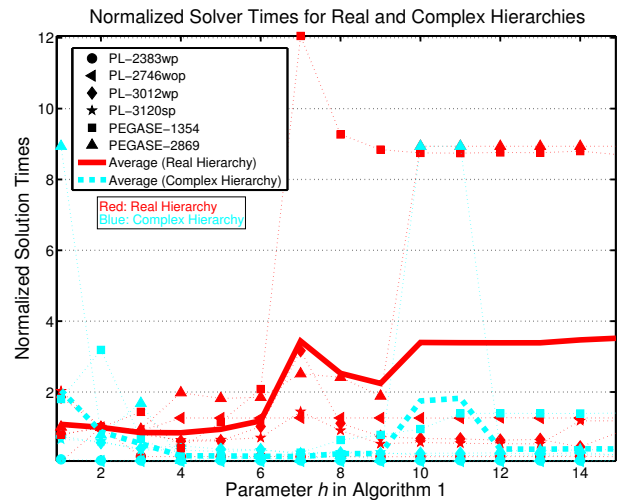 Normalized Solver Times for Real and Complex Hierarchies
12
10
8
6
4
2
Normalized Solution Times
PL-2383wp
PL-2746wop
PL-3012wp
PL-3120sp
PEGASE-1354
PEGASE-2869
Average (Real Hierarchy)
Average (Complex Hierarchy)
Red: Real Hierarchy
Blue: Complex Hierarchy
2 4 6 8 10 12 14
Parameter h in Algorithm 1